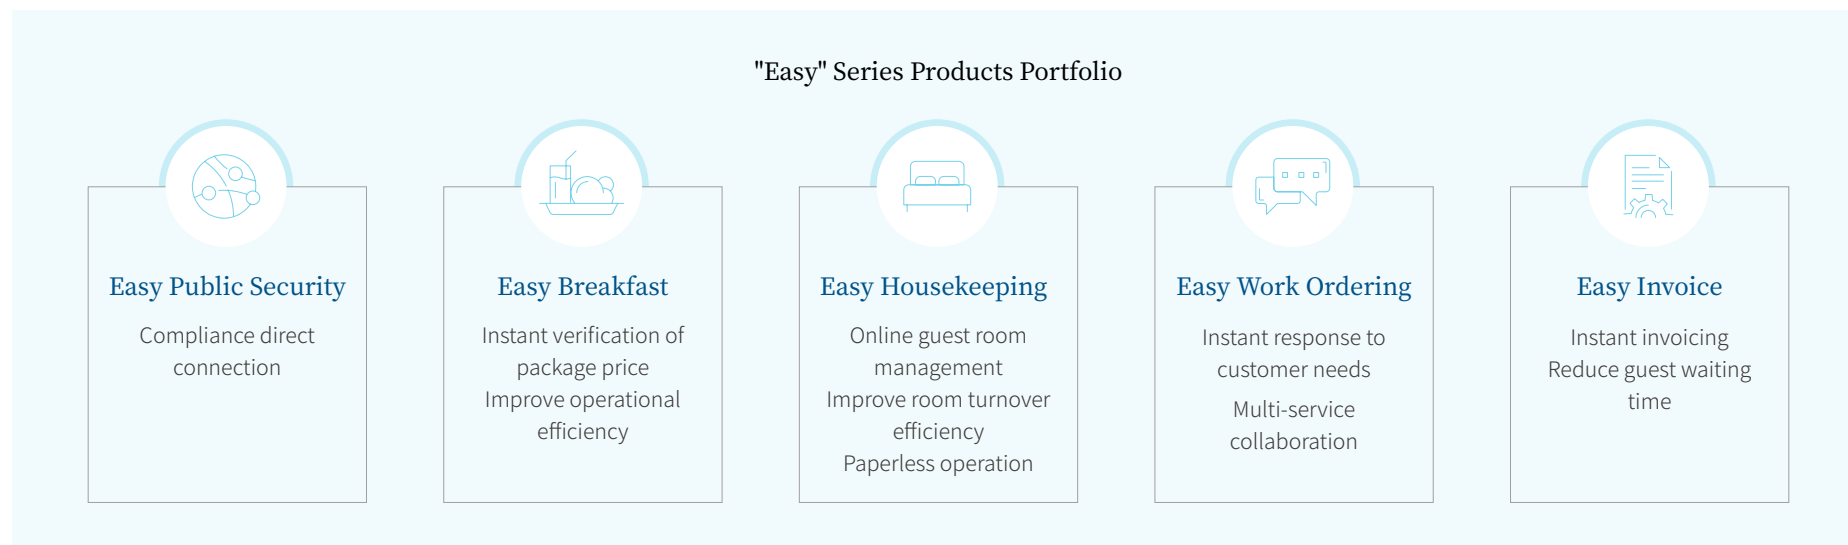 "Easy" Series Products Portfolio
Easy Public Security
Compliance direct
connection
Easy Breakfast
Instant verification of
package price
Improve operational
efficiency
Easy Housekeeping
Online guest room
management
Improve room turnover
efficiency
Paperless operation
Easy Work Ordering
Instant response to
customer needs
Multi-service
collaboration
Easy Invoice
Instant invoicing
Reduce guest waiting
time